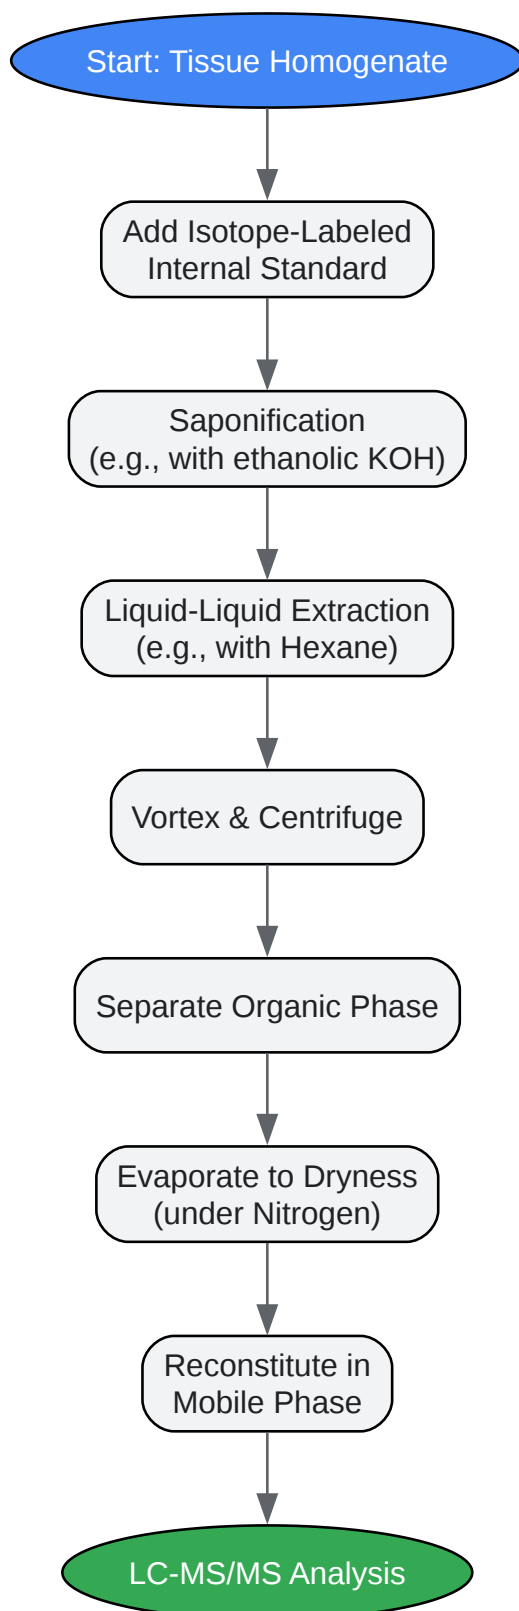 Start: Tissue Homogenate
Add Isotope-Labeled
Internal Standard
Saponification
(e.g., with ethanolic KOH)
Liquid-Liquid Extraction
(e.g., with Hexane)
Vortex & Centrifuge
Separate Organic Phase
Evaporate to Dryness
(under Nitrogen)
Reconstitute in
Mobile Phase
LC-MS/MS Analysis